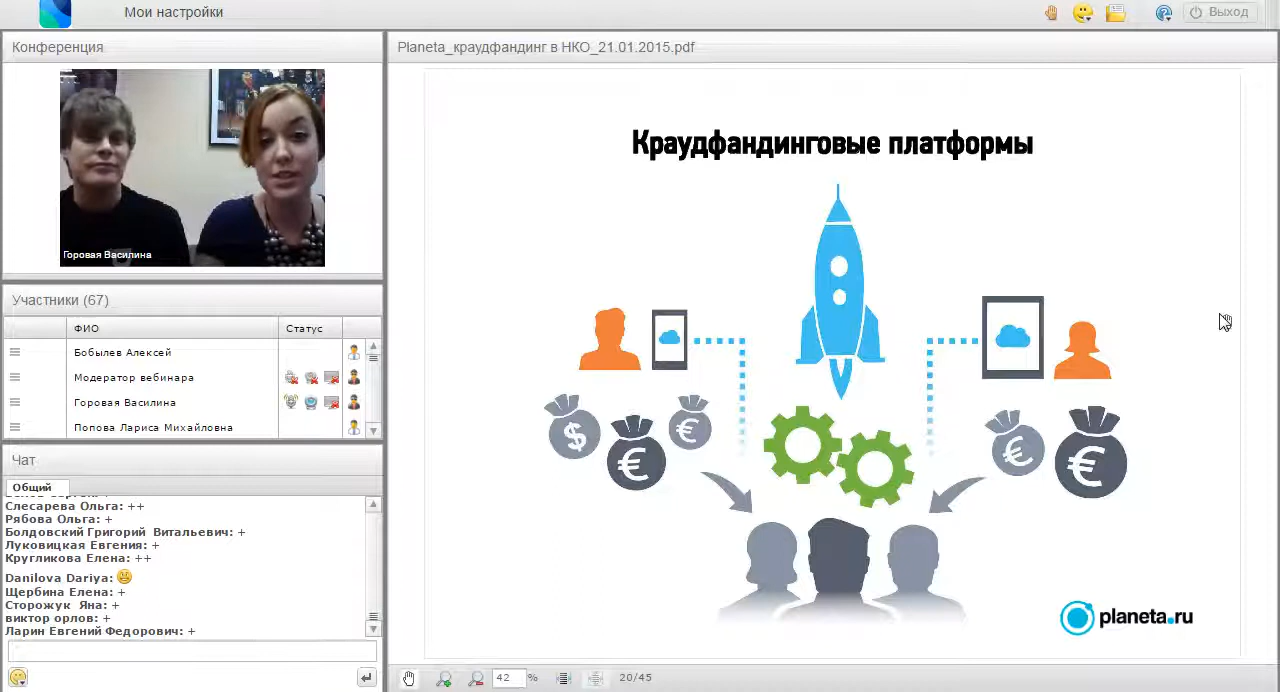 Мои настройки
Выход
Конференция
Горовая Василина
Участники (67)
ФИО
Статус
Бобылев Алексей
Модератор вебинара
Горовая Василина
Попова Лариса Михайловна
Чат
Общий
Слесарева Ольга: ++
Рябова Ольга: +
Болдовский Григорий Витальевич: +
Луковицкая Евгения: +
Кругликова Елена: ++
Danilova Dariya:
Щербина Елена: +
Сторожук Яна: +
виктор орлов: +
Ларин Евгений Федорович: +
Planeta_краудфандинг в НКО_21.01.2015.pdf
Краудфандинговые платформы
$
€
€
€
€
planeta.ru
42 %
20/45